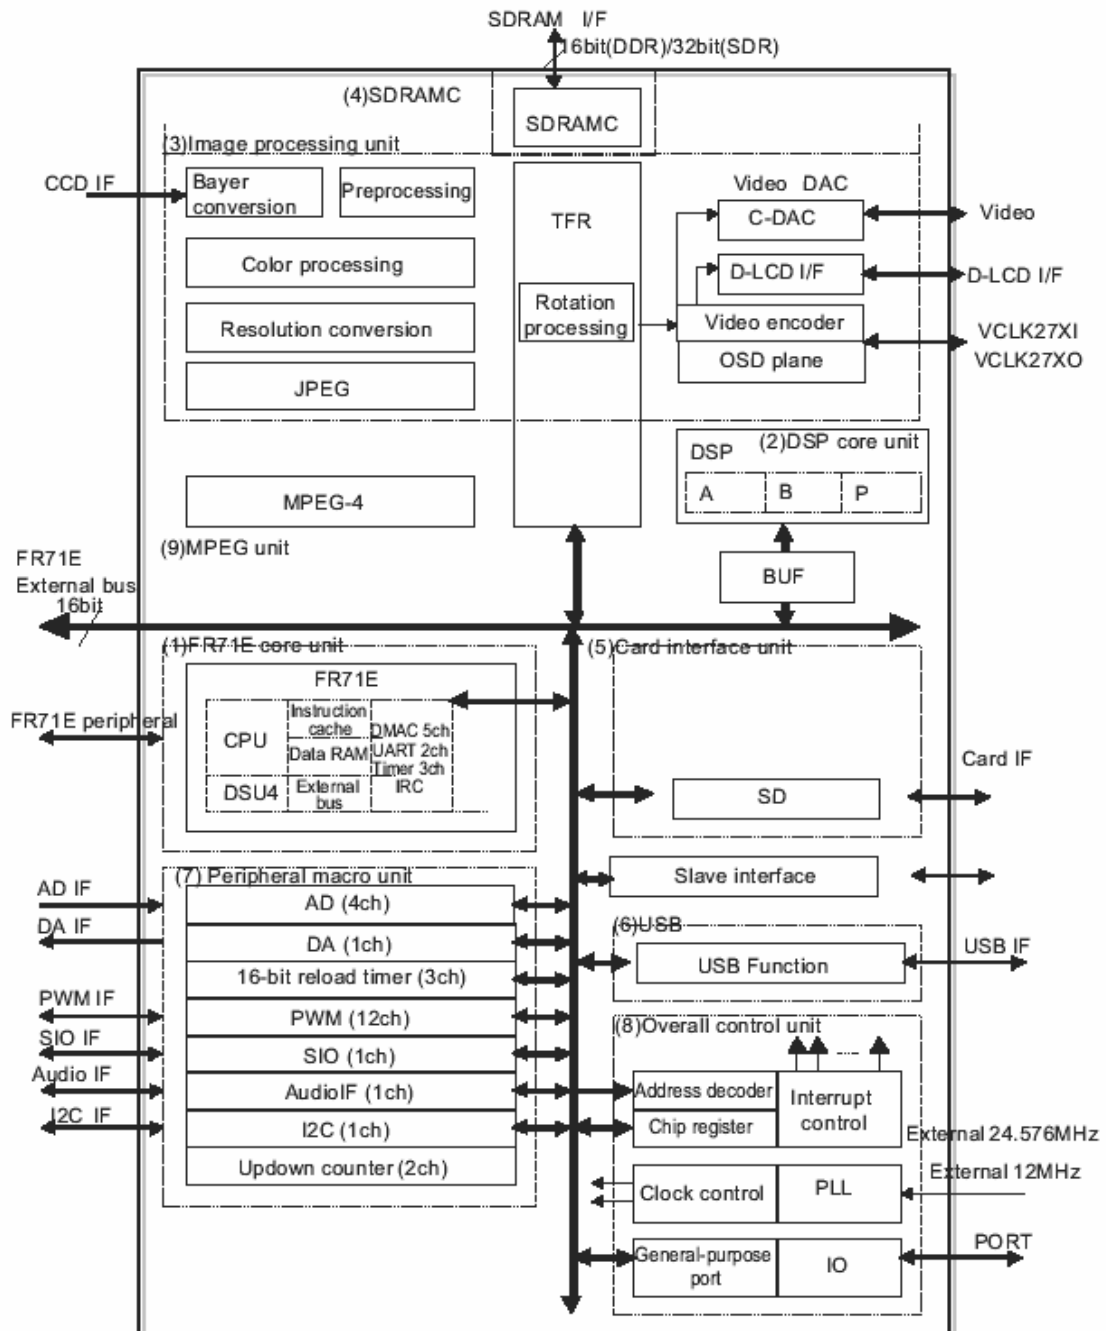 SDRAM I/F
16bit(DDR)/32bit(SDR)
(4)SDRAMC
SDRAMC
(3)Image processing unit
CCD IF
Bayer
conversion
Preprocessing
Color processing
Resolution conversion
JPEG
TFR
Rotation
processing
Video DAC
C-DAC
Video
D-LCD I/F
D-LCD I/F
Video encoder
OSD plane
VCLK27XI
VCLK27XO
(2)DSP core unit
DSP
A
B
P
MPEG-4
(9)MPEG unit
BUF
FR71E
External bus
16bit
(1)FR71E core unit
FR71E
FR71E peripheral
CPU
Instruction
cache
Data RAM
DSU4
External
bus
DMAC 5ch
UART 2ch
Timer 3ch
IRC
(5)Card interface unit
SD
Card IF
Slave interface
(6)USB
USB Function
USB IF
(7) Peripheral macro unit
AD IF
AD (4ch)
DA IF
DA (1ch)
16-bit reload timer (3ch)
PWM IF
PWM (12ch)
SIO IF
SIO (1ch)
Audio IF
AudioIF (1ch)
I2C IF
I2C (1ch)
Updown counter (2ch)
(8)Overall control unit
Address decoder
Chip register
Interrupt
control
External 24.576MHz
External 12MHz
Clock control
PLL
General-purpose
port
IO
PORT